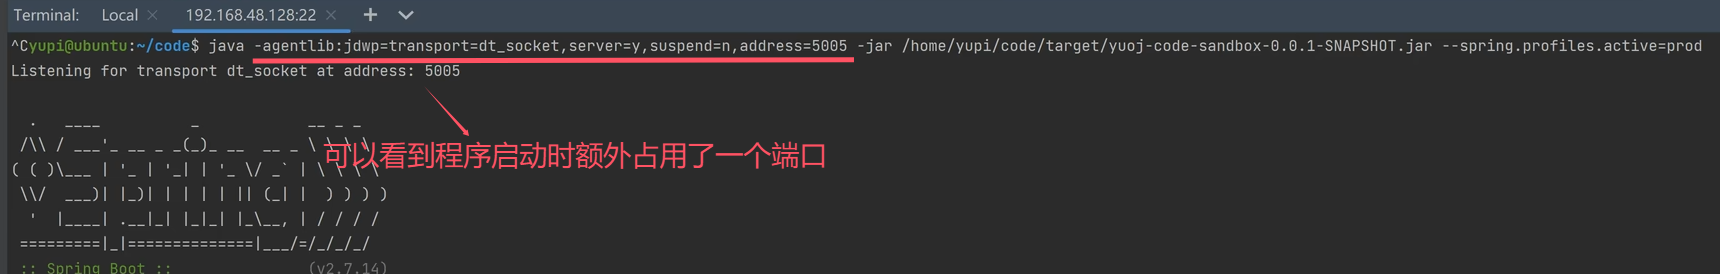 Terminal: Local × 192.168.48.128:22 × +
^Cyupi@ubuntu:~/code$ java -agentlib:jdwp=transport=dt_socket,server=y,suspend=n,address=5005 -jar /home/yupi/code/target/yuoj-code-sandbox-0.0.1-SNAPSHOT.jar --spring.profiles.active=prod
Listening for transport dt_socket at address: 5005
可以看到程序启动时额外占用了一个端口
:: Spring Boot :: (v2.7.14)